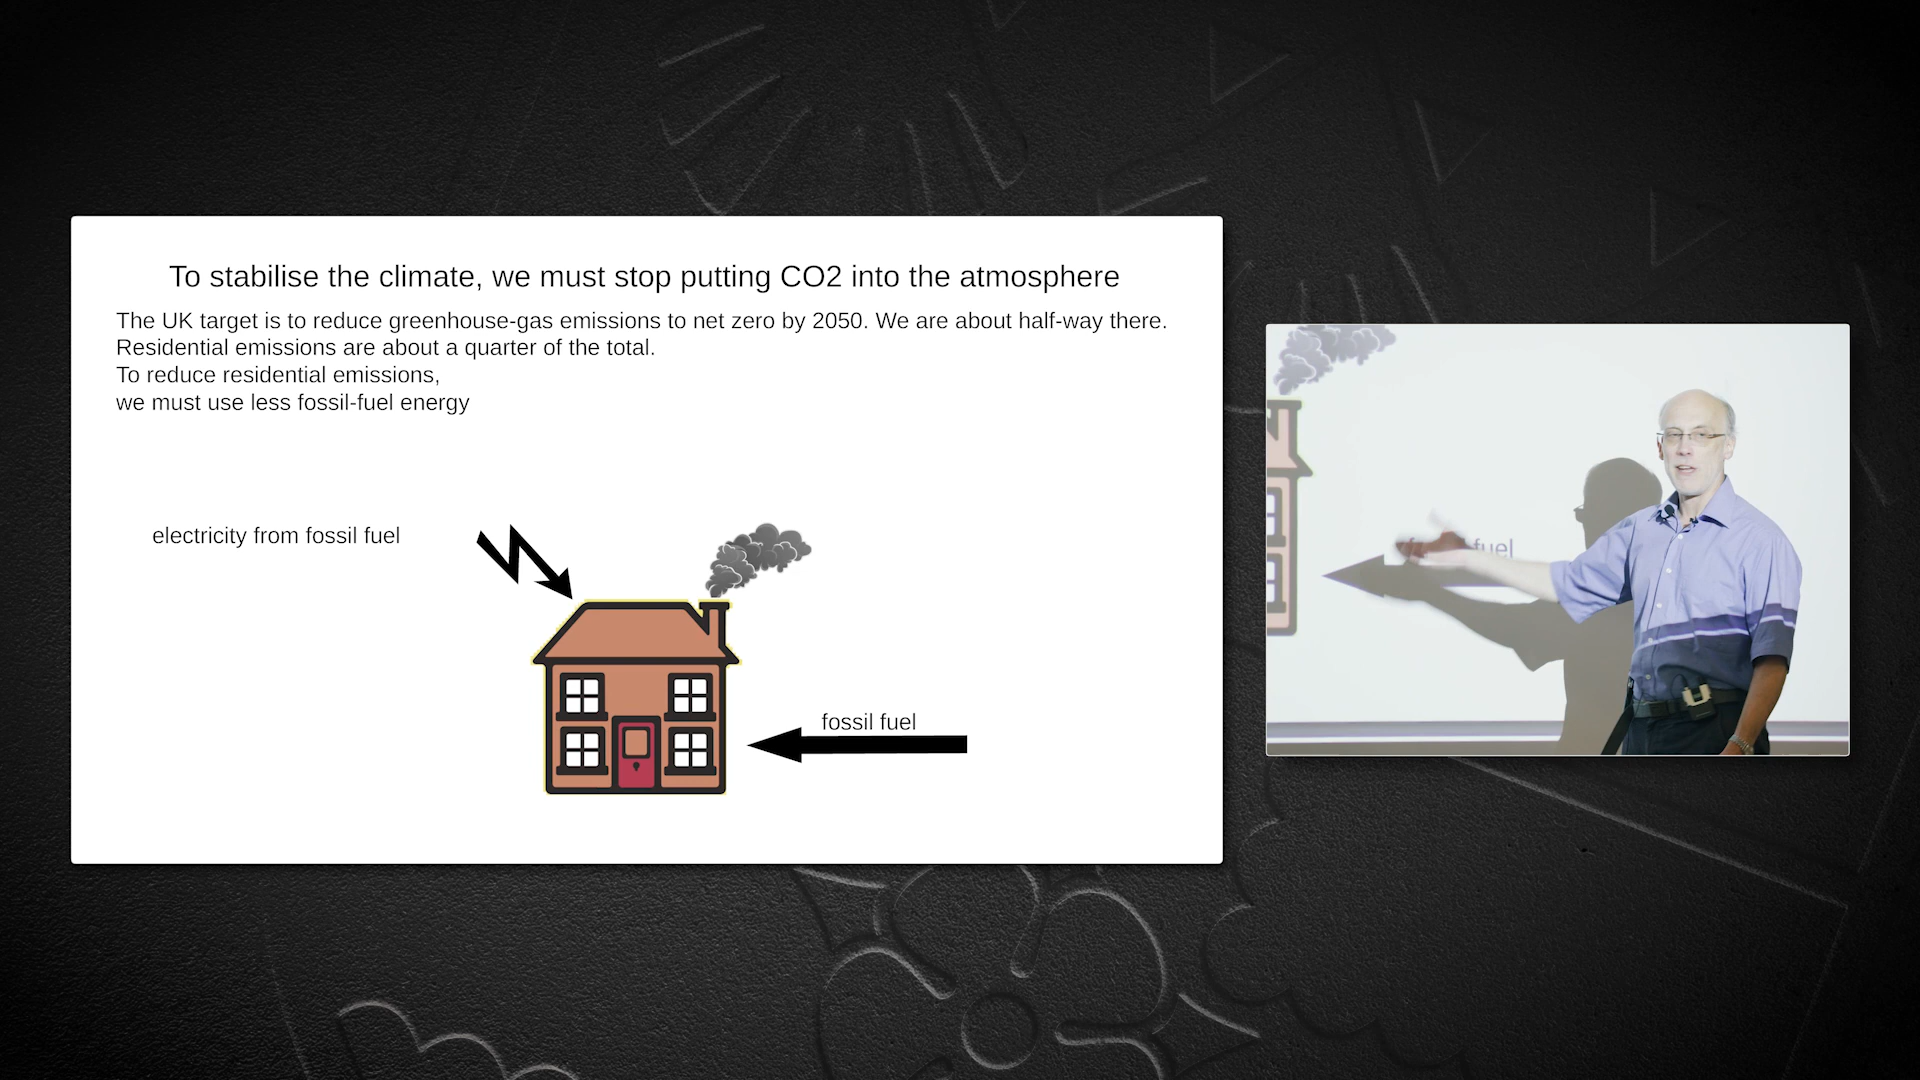 To stabilise the climate, we must stop putting CO2 into the atmosphere
The UK target is to reduce greenhouse-gas emissions to net zero by 2050. We are about half-way there.
Residential emissions are about a quarter of the total.
To reduce residential emissions,
we must use less fossil-fuel energy
electricity from fossil fuel
fossil fuel
fuel